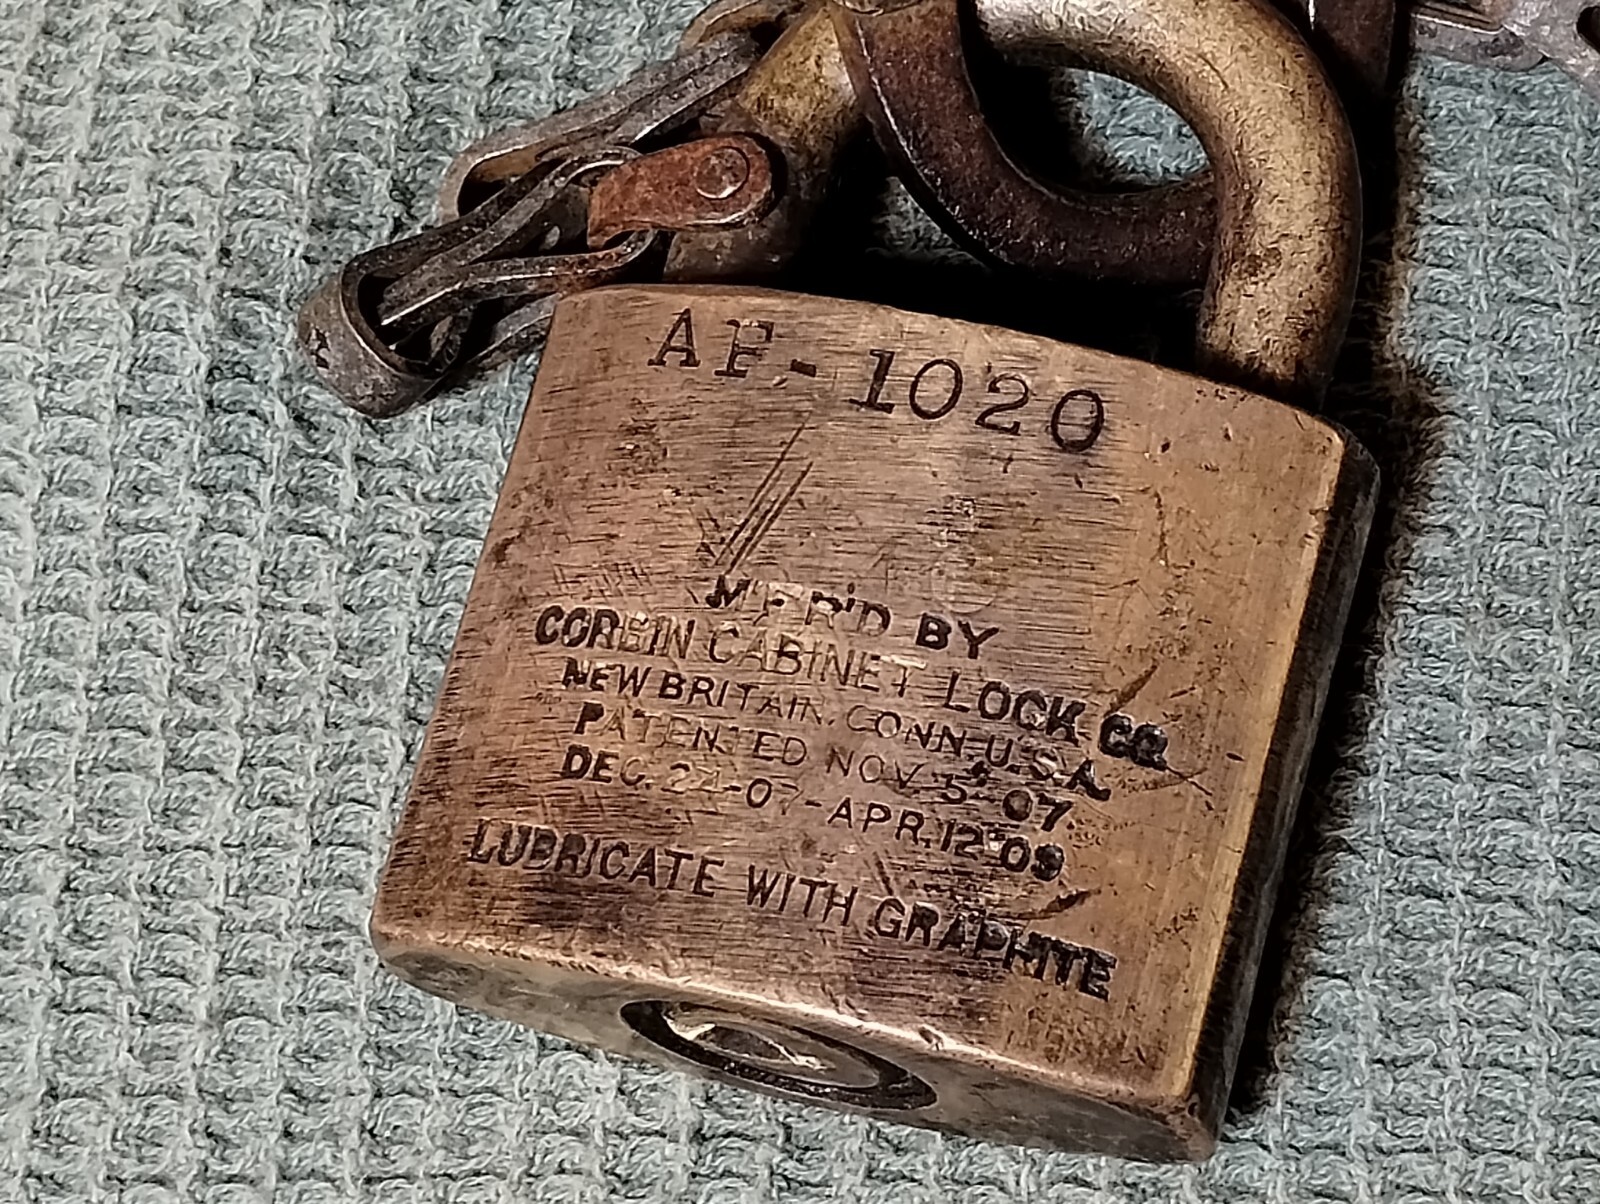 AF-1020
M'F'R'D BY
CORBIN CABINET LOCK CO.
NEW BRITAIN, CONN. U.S.A
PATENTED NOV. 5-07
DEC. 24-07-APR.12-09
LUBRICATE WITH GRAPHITE